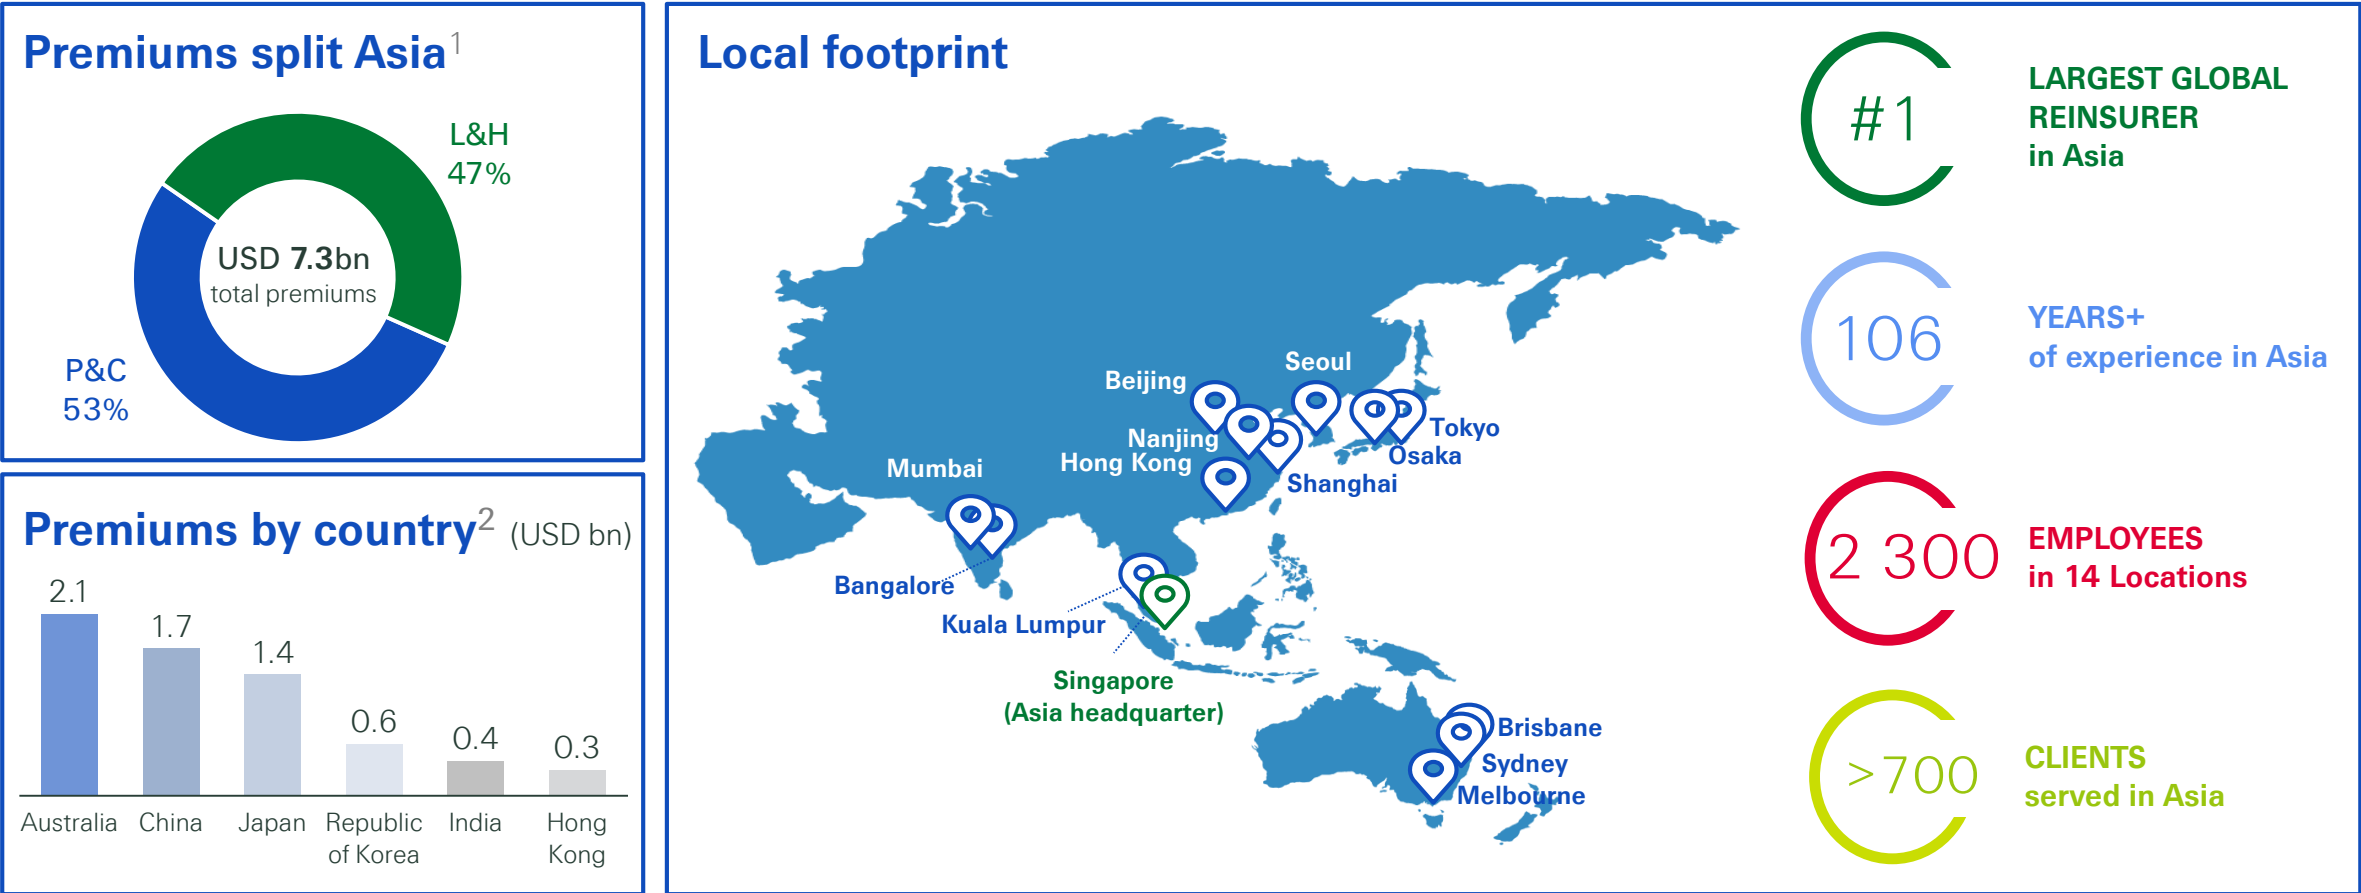 Premiums split Asia1
L&H
47%
USD 7.3bn
total premiums
P&C
53%
Premiums by country2 (USD bn)
2.1
1.7
1.4
0.6
0.4
0.3
Australia
China
Japan
Republic
of Korea
India
Hong
Kong
Local footprint
Seoul
Beijing
Tokyo
Nanjing
Osaka
Hong Kong
Mumbai
Shanghai
Bangalore
Kuala Lumpur
Singapore
(Asia headquarter)
Brisbane
Sydney
Melbourne
#1
LARGEST GLOBAL
REINSURER
in Asia
106
YEARS+
of experience in Asia
2 300
EMPLOYEES
in 14 Locations
>700
CLIENTS
served in Asia